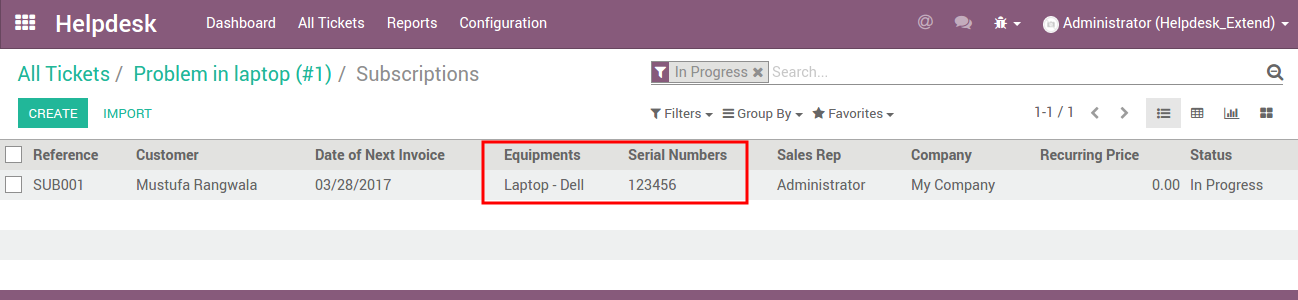 Helpdesk Dashboard All Tickets Reports Configuration @ Administrator (Helpdesk_Extend)
All Tickets / Problem in laptop (#1) / Subscriptions In Progress Search...
CREATE IMPORT Filters Group By Favorites 1-1 / 1
Reference Customer Date of Next Invoice Equipments Serial Numbers Sales Rep Company Recurring Price Status
SUB001 Mustufa Rangwala 03/28/2017 Laptop - Dell 123456 Administrator My Company 0.00 In Progress